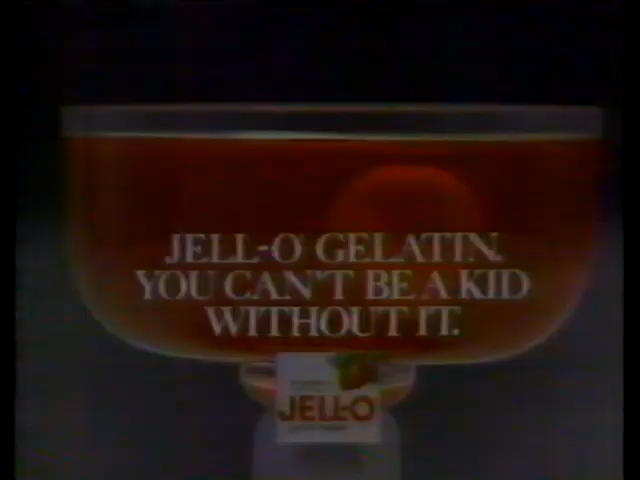 JELL-O GELATIN.
YOU CAN'T BE A KID
WITHOUT IT.
JELL-O